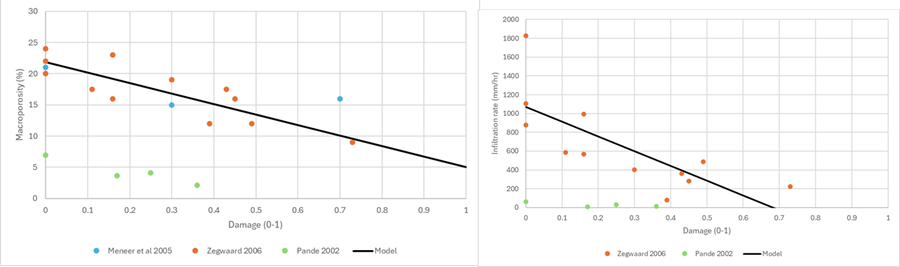 30
25
20
15
10
5
0
Macroporosity (%)
0 0.1 0.2 0.3 0.4 0.5 0.6 0.7 0.8 0.9 1
Damage (0-1)
Meneer et al 2005 Zegwaard 2006 Pande 2002 Model
2000
1800
1600
1400
1200
1000
800
600
400
200
0
Infiltration rate (mm/hr)
0 0.1 0.2 0.3 0.4 0.5 0.6 0.7 0.8 0.9 1
Damage (0-1)
Zegwaard 2006 Pande 2002 Model